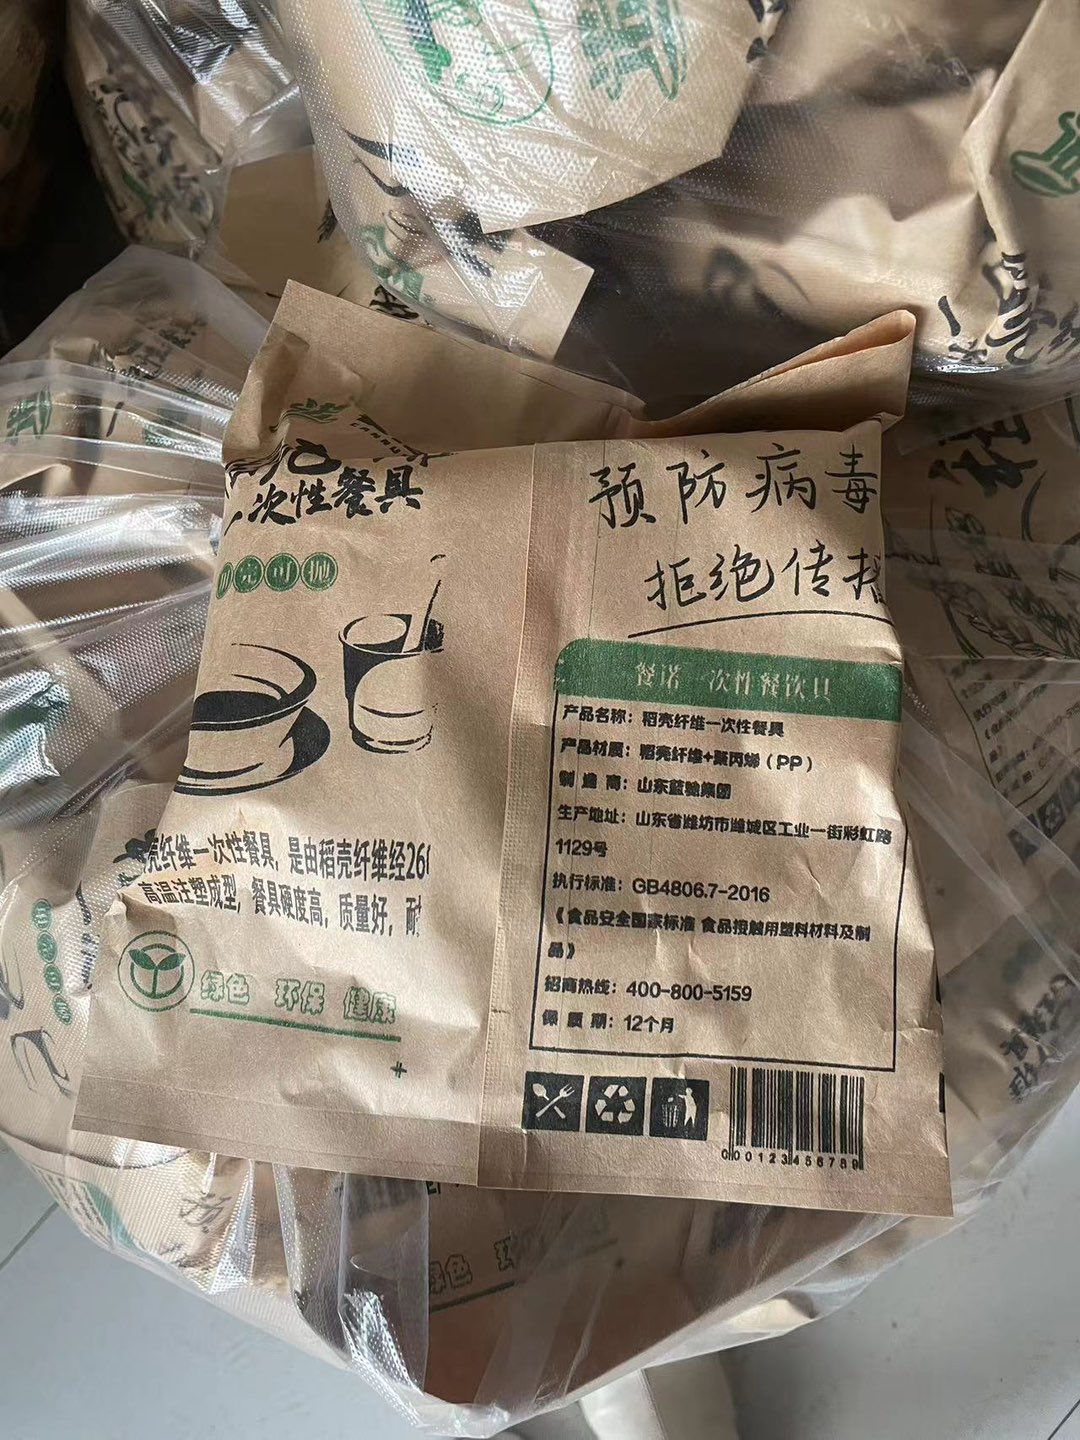 一次性餐具
用完可抛
壳纤维一次性餐具，是由稻壳纤维经26
高温注塑成型，餐具硬度高，质量好，耐
绿色 环保 健康
预防病毒
拒绝传播
餐诺一次性餐饮具
产品名称：稻壳纤维一次性餐具
产品材质：稻壳纤维+聚丙烯（PP）
制 造 商：山东蓝驰集团
生产地址：山东省潍坊市潍城区工业一街彩虹路
1129号
执行标准：GB4806.7-2016
《食品安全国家标准 食品接触用塑料材料及制
品》
招商热线：400-800-5159
保 质 期：12个月
000123456789
绿色